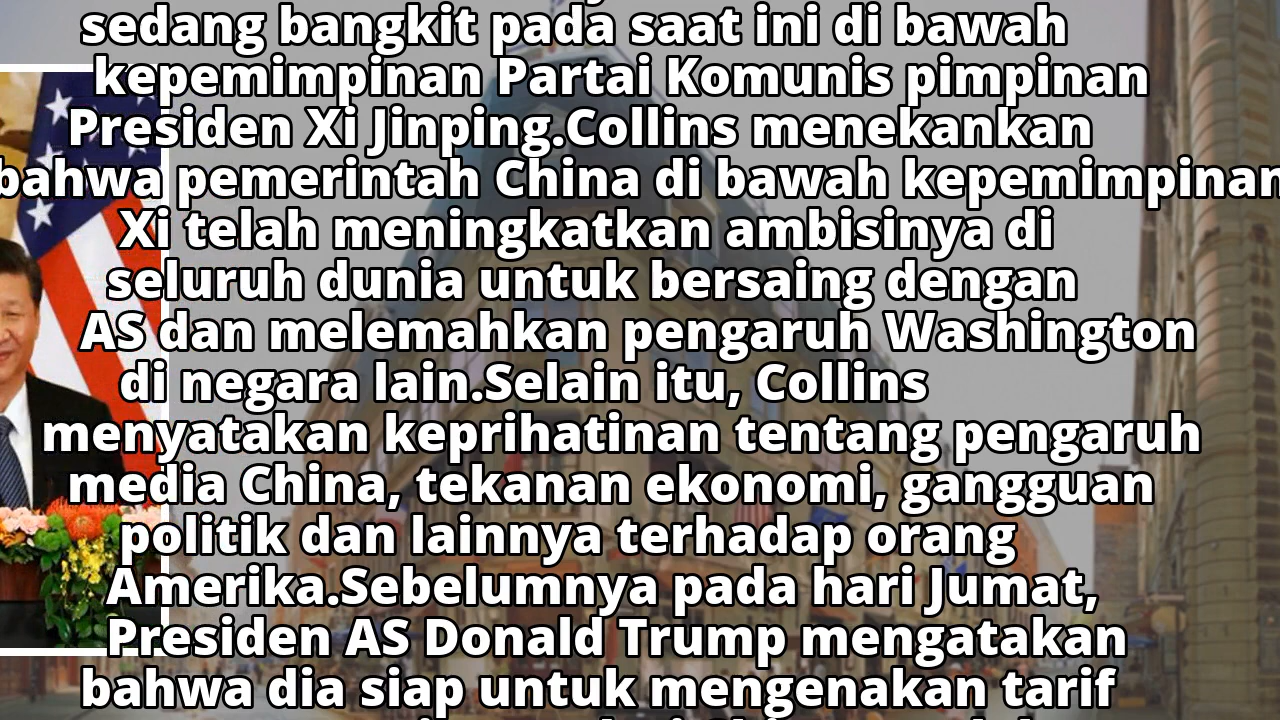 sedang bangkit pada saat ini di bawah
kepemimpinan Partai Komunis pimpinan
Presiden Xi Jinping.Collins menekankan
bahwa pemerintah China di bawah kepemimpinan
Xi telah meningkatkan ambisinya di
seluruh dunia untuk bersaing dengan
AS dan melemahkan pengaruh Washington
di negara lain.Selain itu, Collins
menyatakan keprihatinan tentang pengaruh
media China, tekanan ekonomi, gangguan
politik dan lainnya terhadap orang
Amerika.Sebelumnya pada hari Jumat,
Presiden AS Donald Trump mengatakan
bahwa dia siap untuk mengenakan tarif